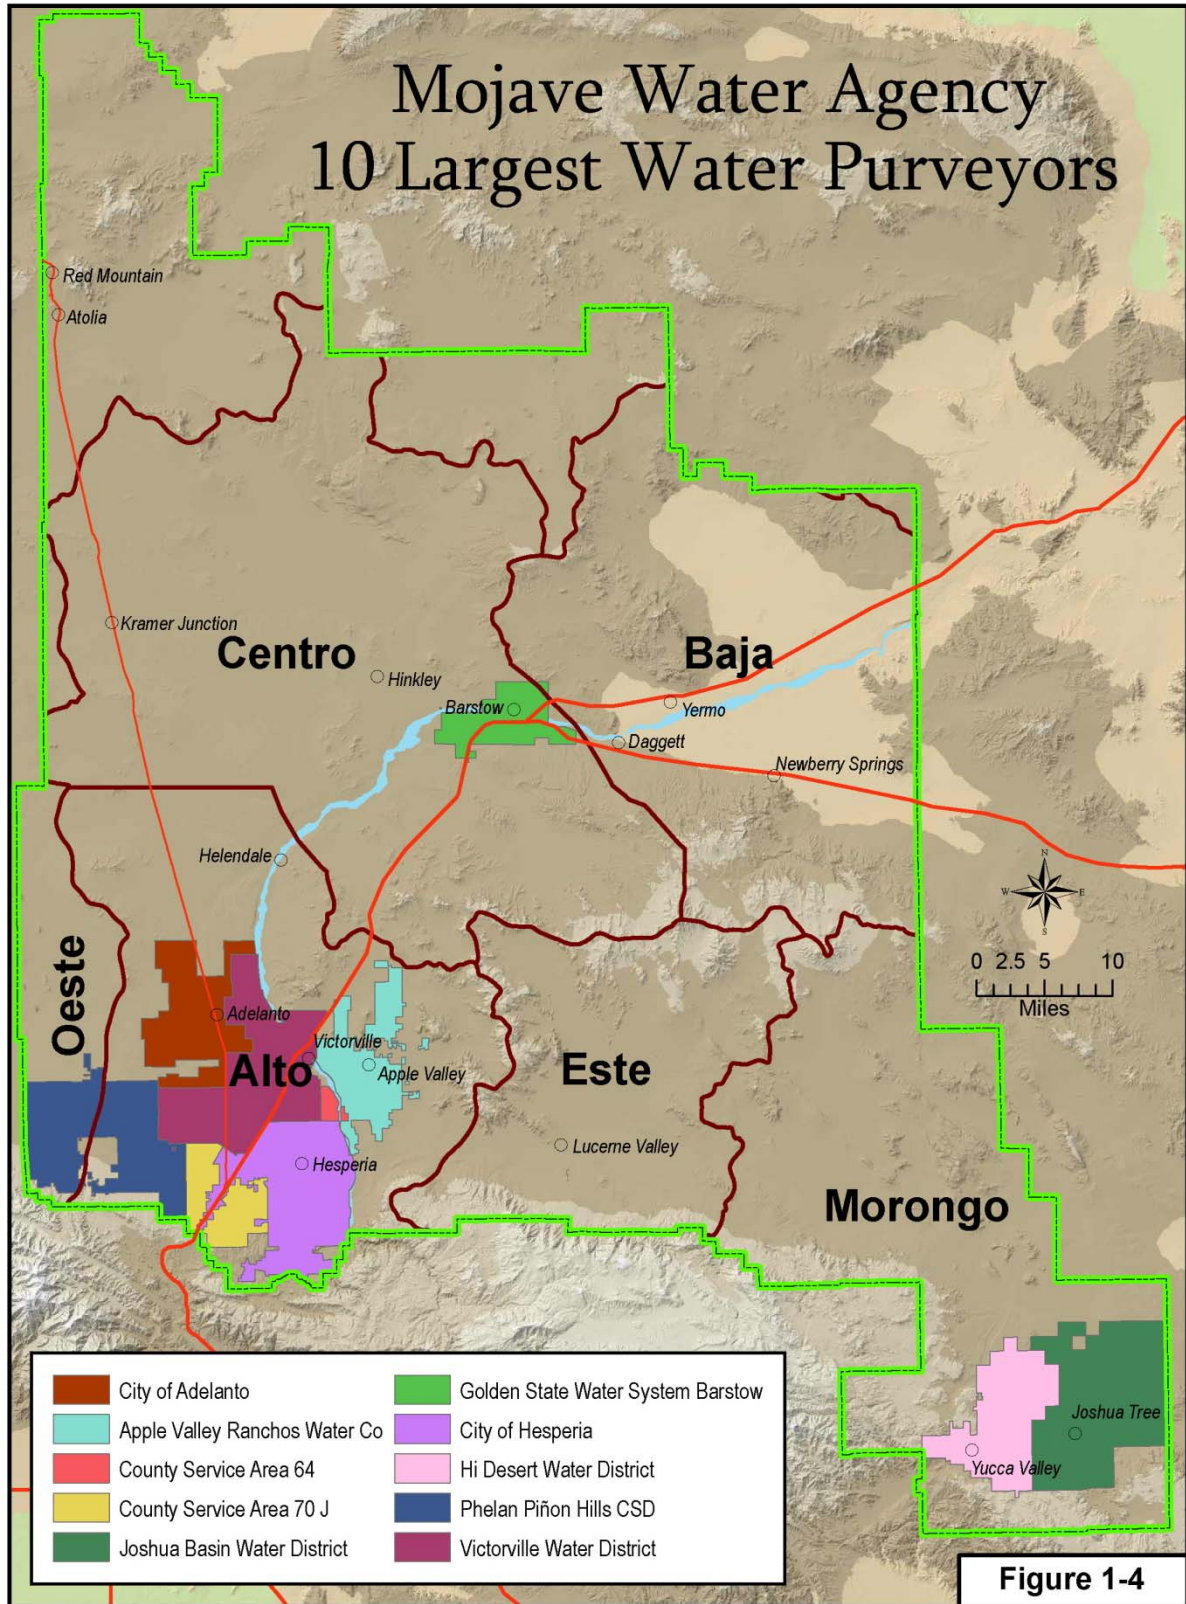 Mojave Water Agency
10 Largest Water Purveyors
Red Mountain
Atolia
Kramer Junction
Centro
Baja
Hinkley
Barstow
Yermo
Daggett
Newberry Springs
Helendale
N
W E
S
0 2.5 5 10
Miles
Oeste
Adelanto
Victorville
Alto
Apple Valley
Este
Lucerne Valley
Hesperia
Morongo
Joshua Tree
Yucca Valley
City of Adelanto
Apple Valley Ranchos Water Co
County Service Area 64
County Service Area 70 J
Joshua Basin Water District
Golden State Water System Barstow
City of Hesperia
Hi Desert Water District
Phelan Piñon Hills CSD
Victorville Water District
Figure 1-4